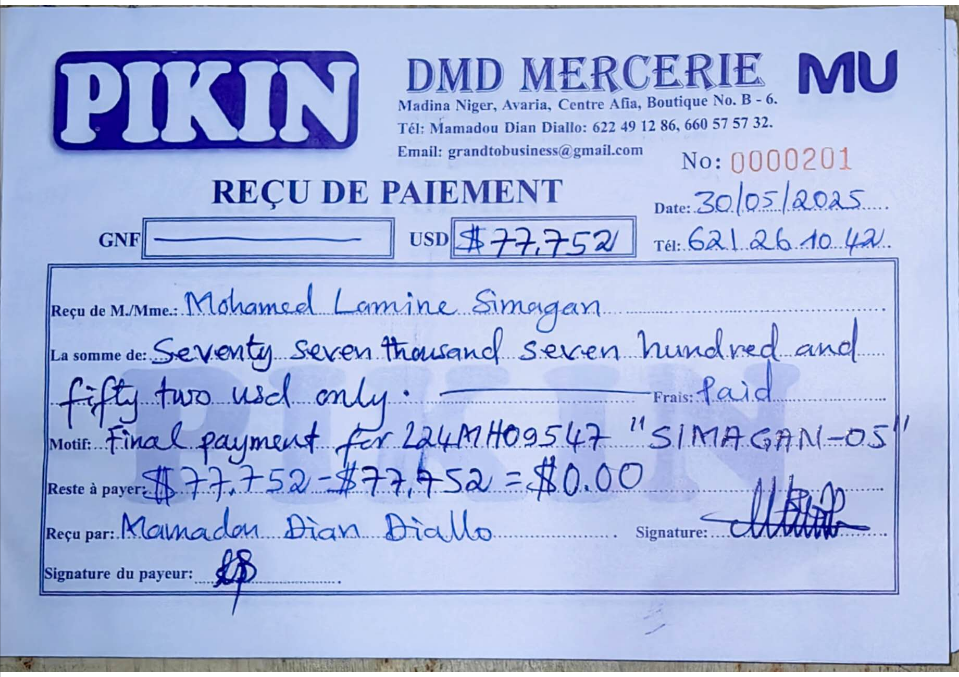 PIKIN
DMD MERCERIE MU
Madina Niger, Avaria, Centre Afia, Boutique No. B - 6.
Tél: Mamadou Dian Diallo: 622 49 12 86, 660 57 57 32.
Email: grandtobusiness@gmail.com
No: 0000201
REÇU DE PAIEMENT
Date: 30/05/2025
GNF USD $77,752 Tél: 621 26 10 42
Reçu de M./Mme.: Mohamed Lamine Simagan
La somme de: Seventy seven thousand seven hundred and
fifty two usd only. Frais: Paid
Motif: Final payment for 224MH09547 "SIMAGAN-05"
Reste à payer: $77,752-$77,752=$0.00
Reçu par: Mamadou Dian Diallo Signature:
Signature du payeur:
PIKIN